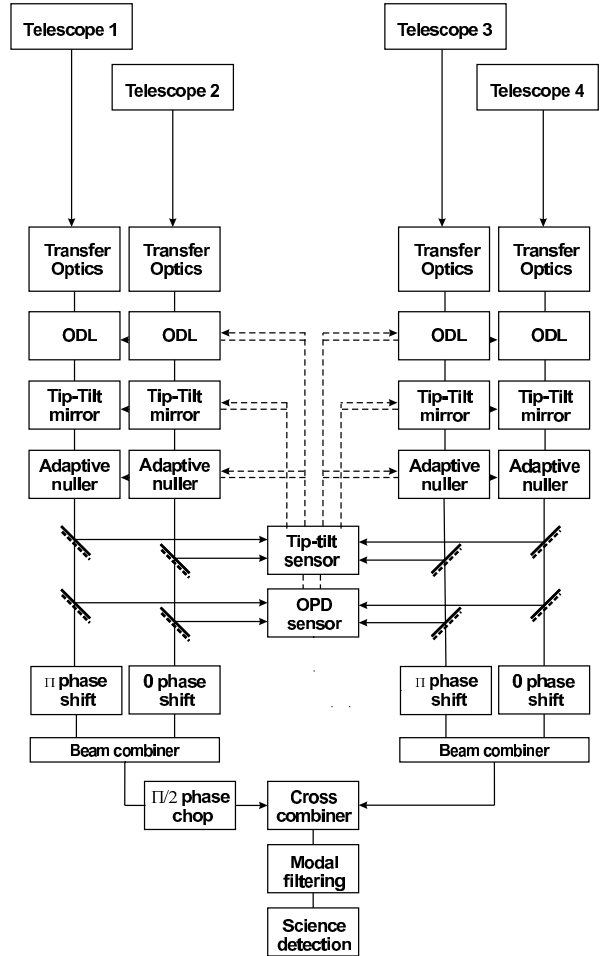 Telescope 1
Telescope 3
Telescope 2
Telescope 4
Transfer
Optics
Transfer
Optics
Transfer
Optics
Transfer
Optics
ODL
ODL
ODL
ODL
Tip-Tilt
mirror
Tip-Tilt
mirror
Tip-Tilt
mirror
Tip-Tilt
mirror
Adaptive
nuller
Adaptive
nuller
Adaptive
nuller
Adaptive
nuller
Tip-tilt
sensor
OPD
sensor
Π phase
shift
0 phase
shift
Π phase
shift
0 phase
shift
Beam combiner
Beam combiner
Π/2 phase
chop
Cross
combiner
Modal
filtering
Science
detection